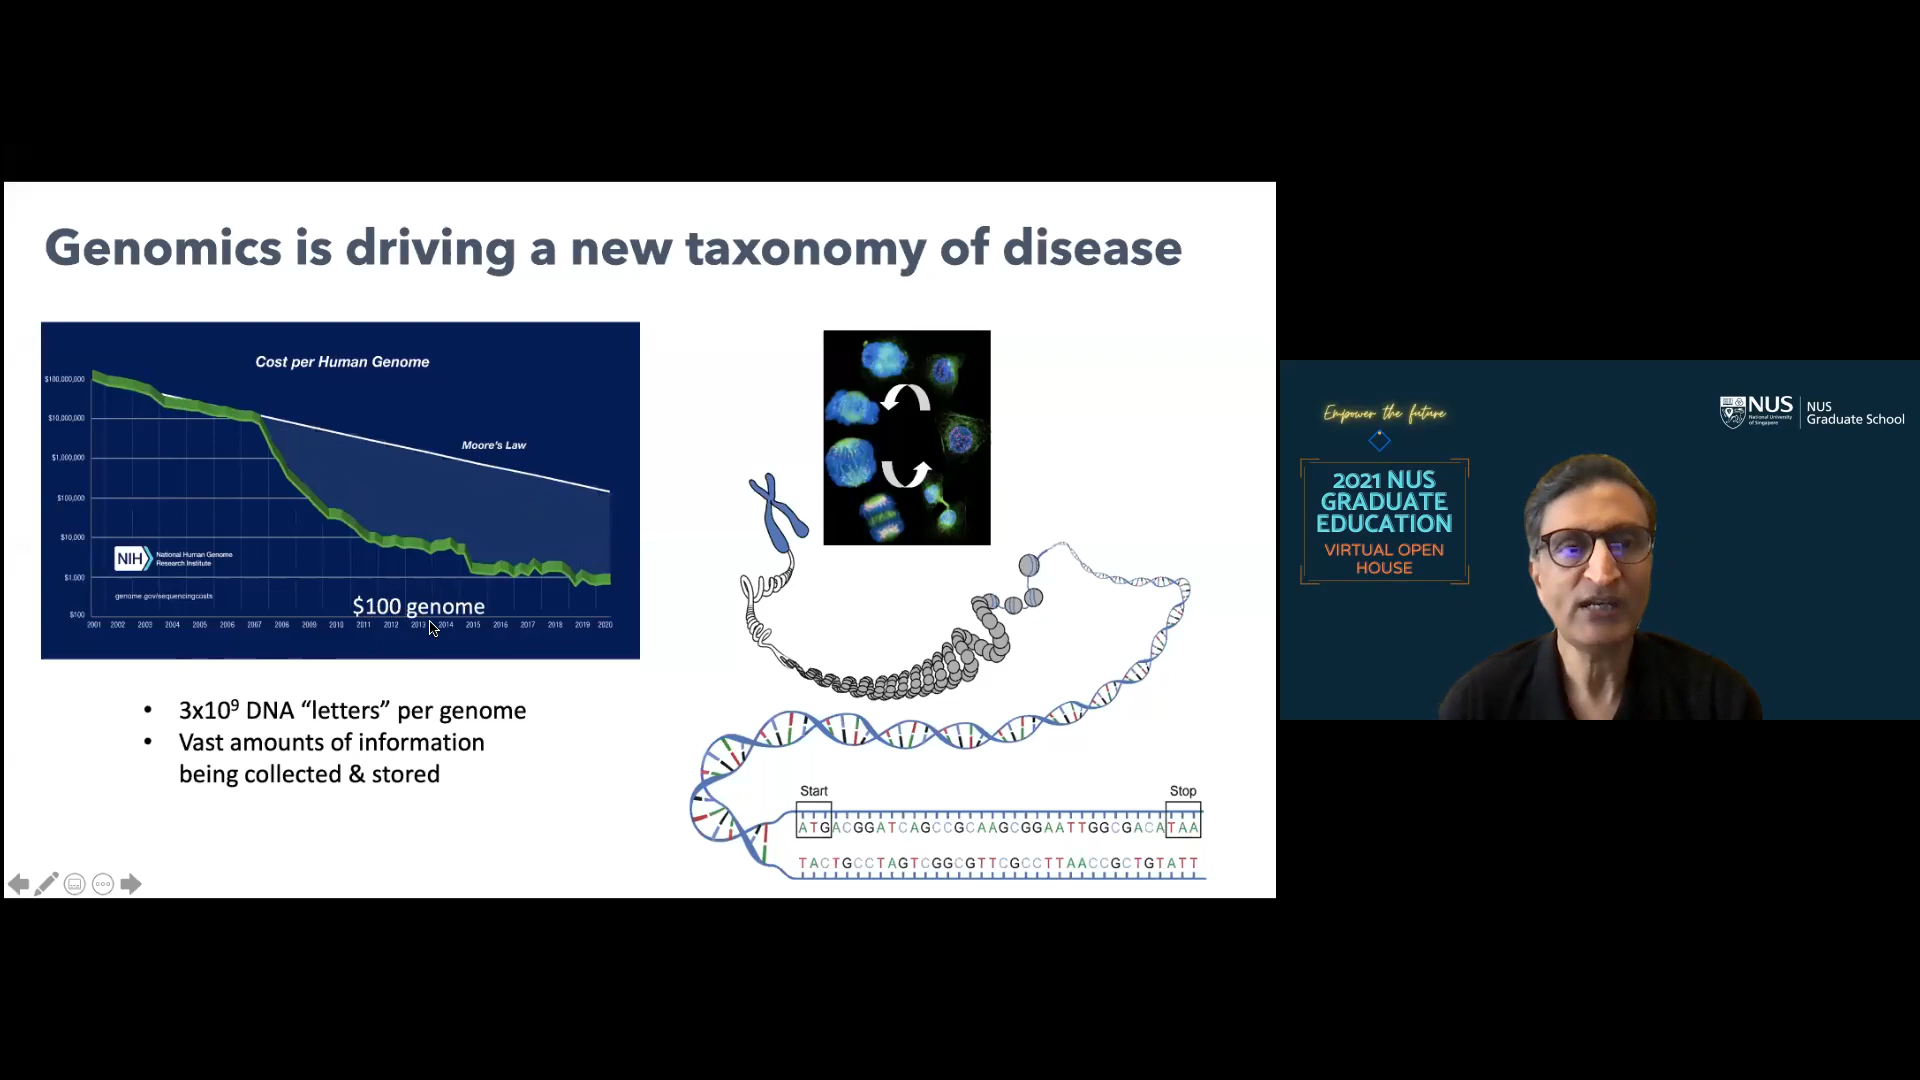 Genomics is driving a new taxonomy of disease
Cost per Human Genome
$100,000,000
$10,000,000
$1,000,000
$100,000
$10,000
$1,000
$100
Moore's Law
NIH
National Human Genome
Research Institute
genome.gov/sequencingcosts
$100 genome
2001 2002 2003 2004 2005 2006 2007 2008 2009 2010 2011 2012 2013 2014 2015 2016 2017 2018 2019 2020
• 3x10⁹ DNA “letters” per genome
• Vast amounts of information
being collected & stored
Start
Stop
ATGACGGATCAGCCGCAAGCGGAATTGGCGACATAA
TACTGCCTAGTCGGCGTTCGCCTTAACCGCTGTATT
Empower the future
2021 NUS
GRADUATE
EDUCATION
VIRTUAL OPEN
HOUSE
NUS
National University
of Singapore
NUS
Graduate School